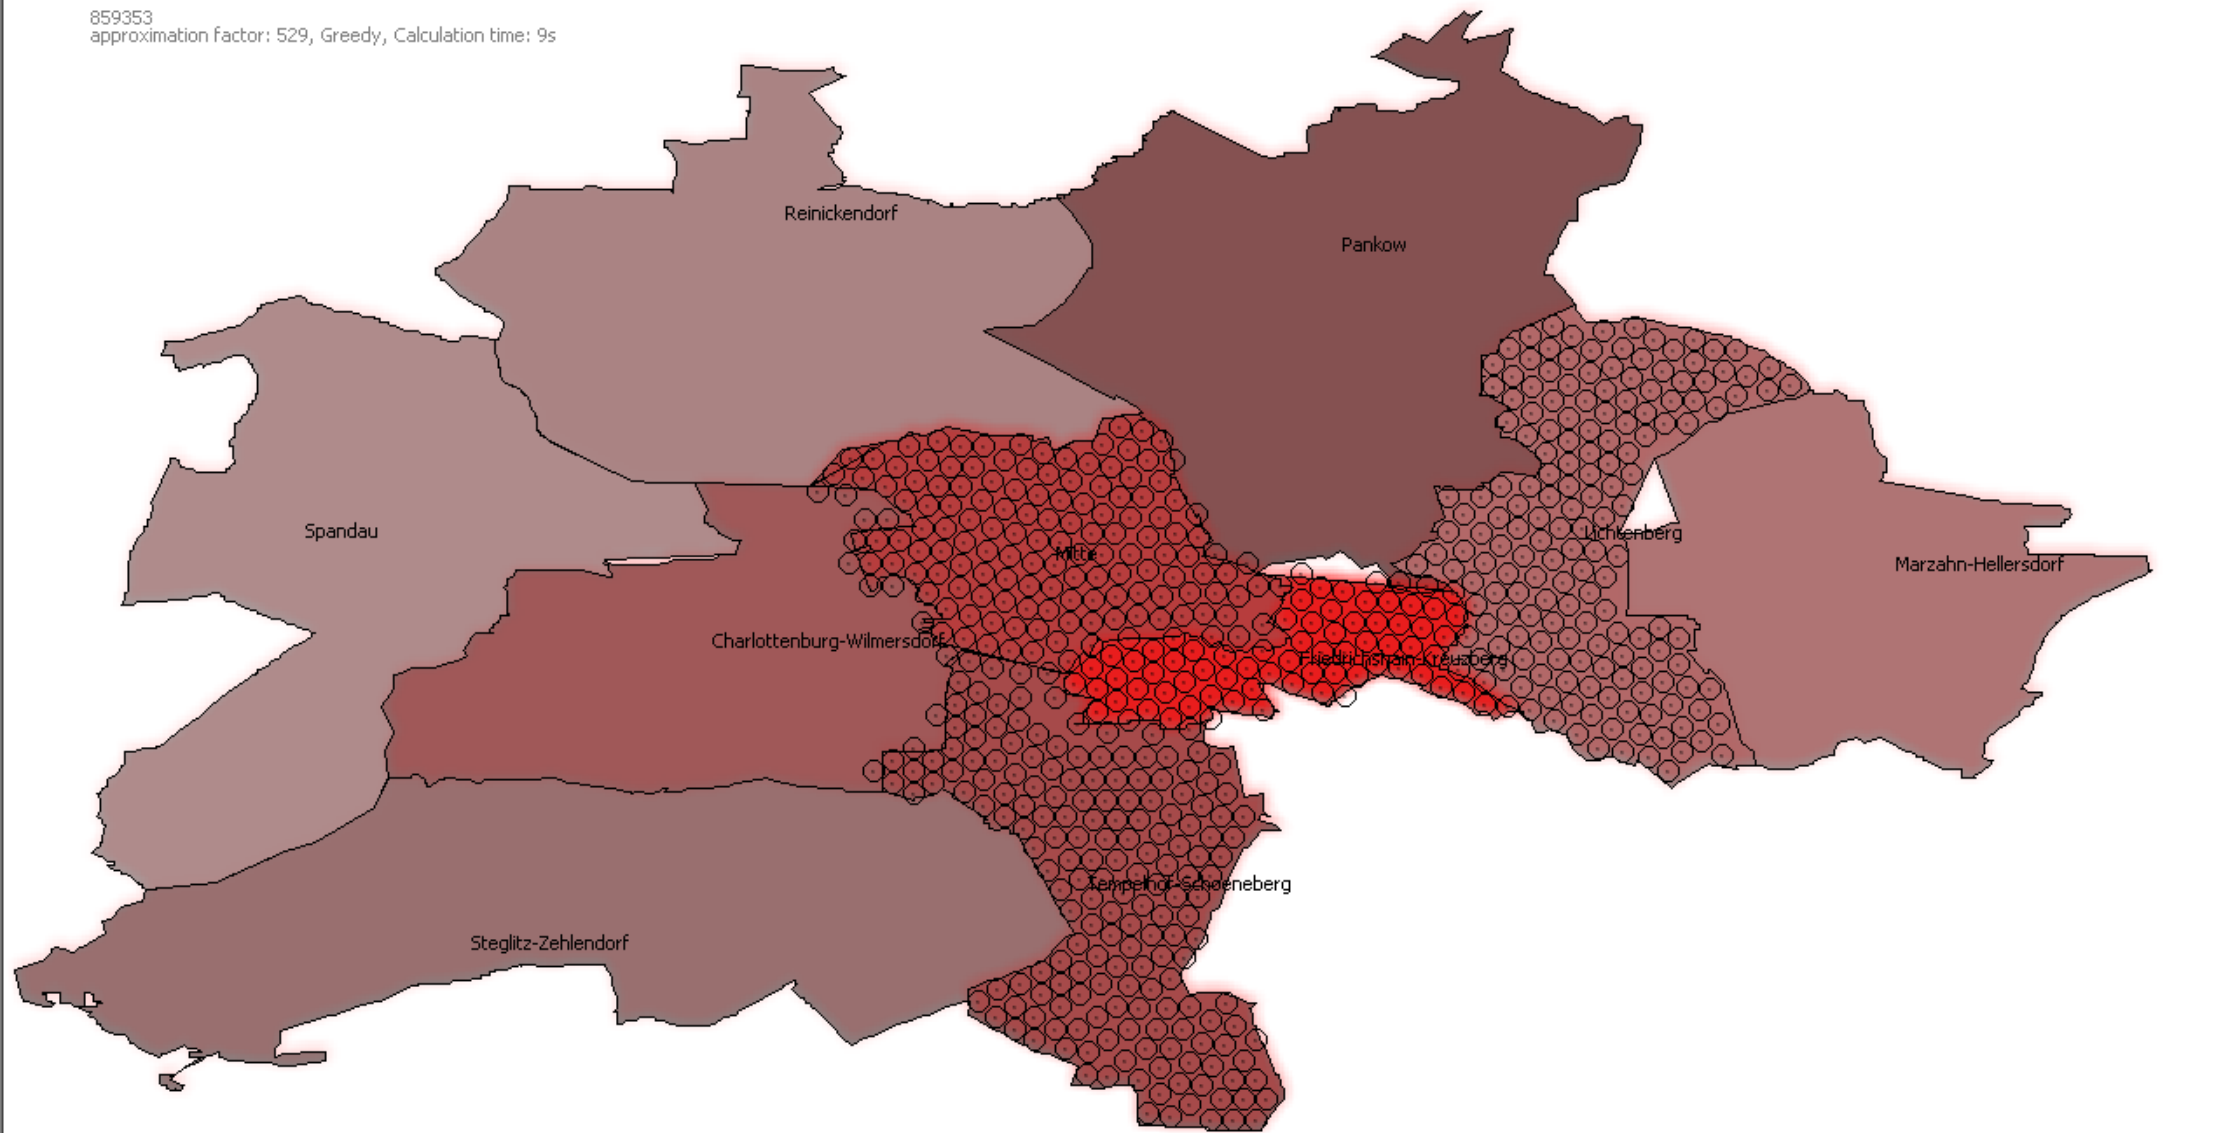 859353
approximation factor: 529, Greedy, Calculation time: 9s
Reinickendorf
Pankow
Spandau
Mitte
Lichtenberg
Marzahn-Hellersdorf
Charlottenburg-Wilmersdorf
Friedrichshain-Kreuzberg
Tempelhof-Schoeneberg
Steglitz-Zehlendorf